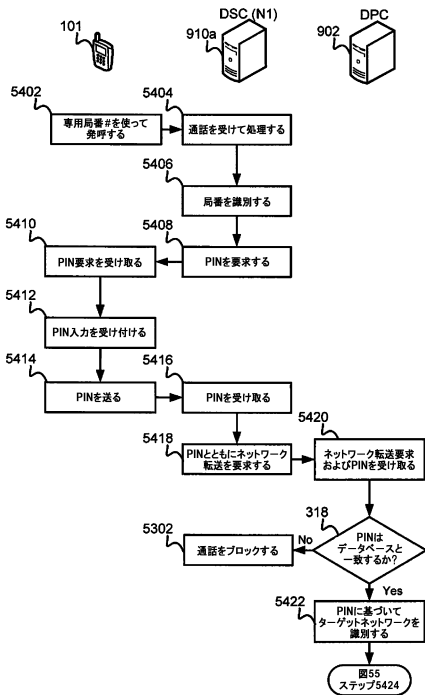 101
DSC (N1)
910a
DPC
902
5402
専用局番#を使って
発呼する
5404
通話を受けて処理する
5406
局番を識別する
5408
PINを要求する
5410
PIN要求を受け取る
5412
PIN入力を受け付ける
5414
PINを送る
5416
PINを受け取る
5418
PINとともにネットワーク
転送を要求する
5420
ネットワーク転送要求
およびPINを受け取る
318
PINは
データベースと
一致するか?
No
5302
通話をブロックする
Yes
5422
PINに基づいて
ターゲットネットワークを
識別する
図55
ステップ5424